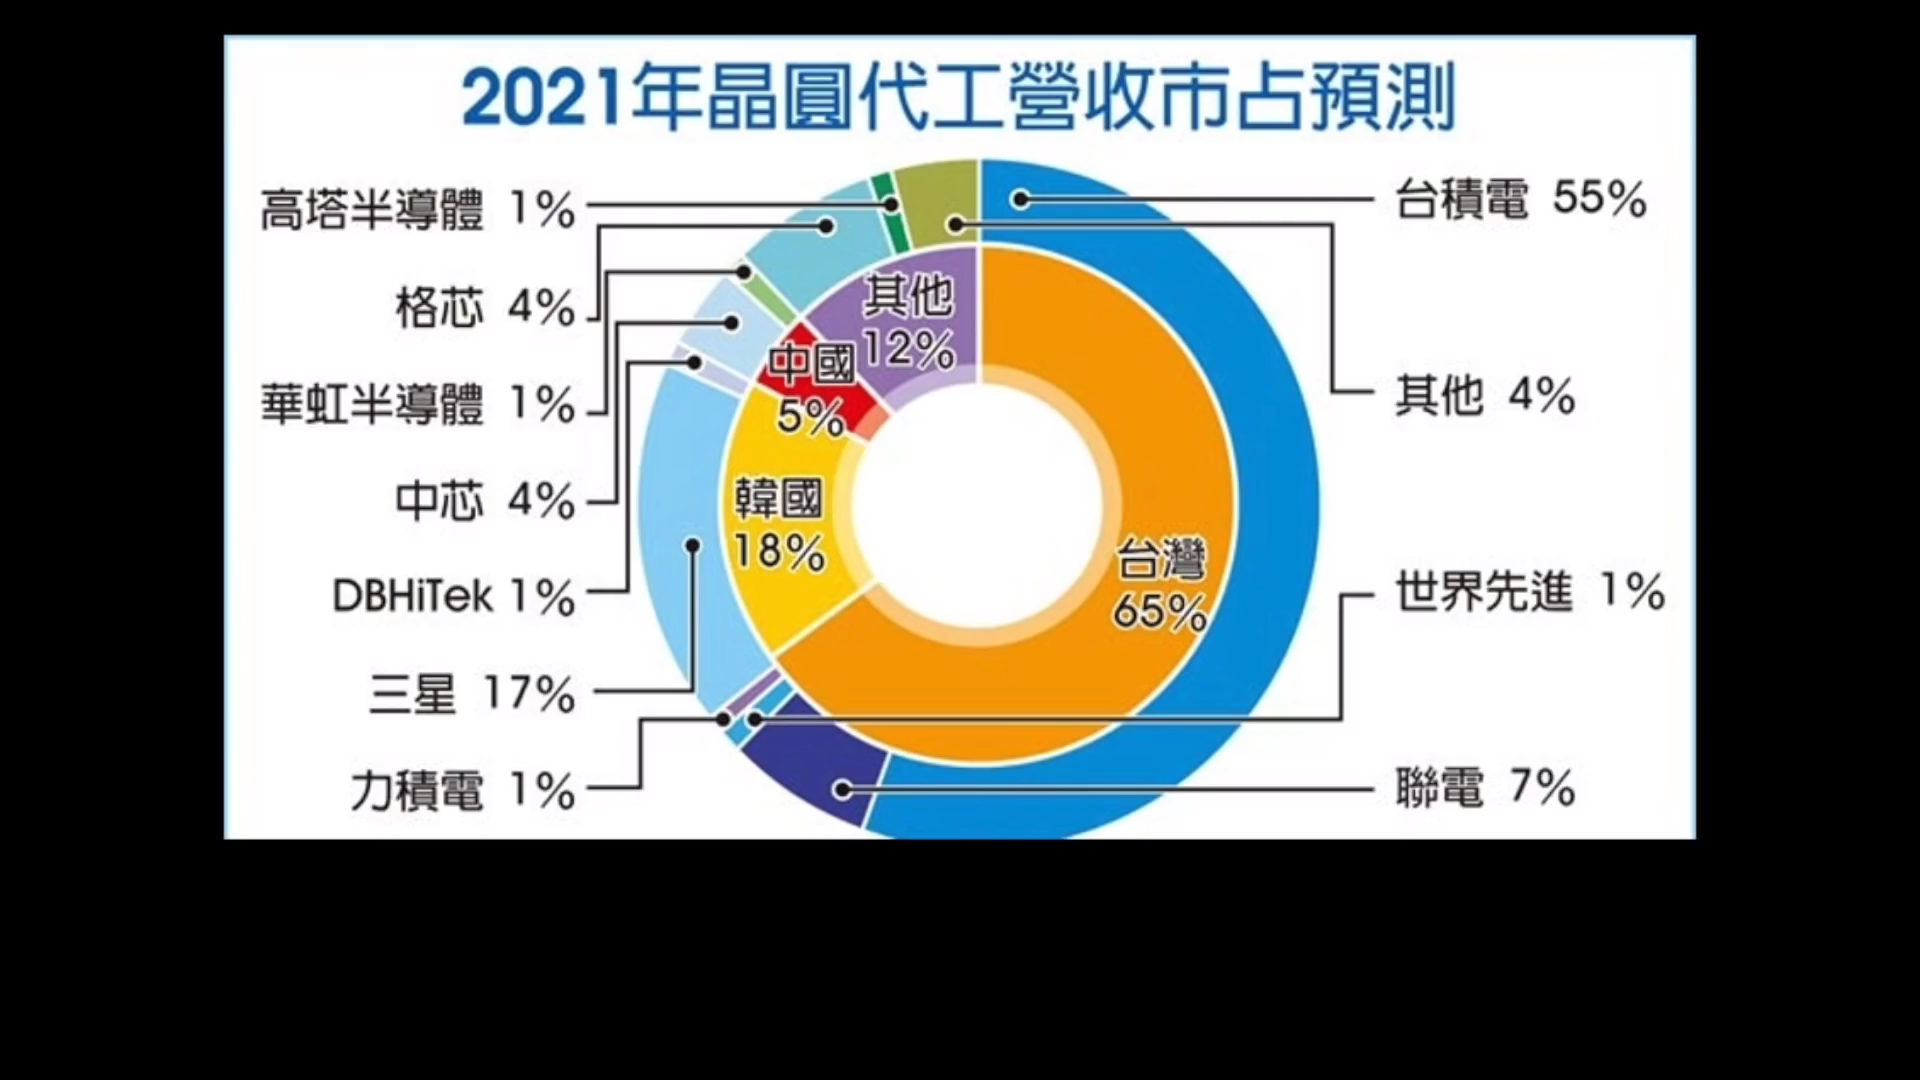 2021年晶圓代工營收市占預測
高塔半導體 1%
格芯 4%
華虹半導體 1%
中芯 4%
DBHiTek 1%
三星 17%
力積電 1%
其他
12%
中國
5%
韓國
18%
台灣
65%
台積電 55%
其他 4%
世界先進 1%
聯電 7%